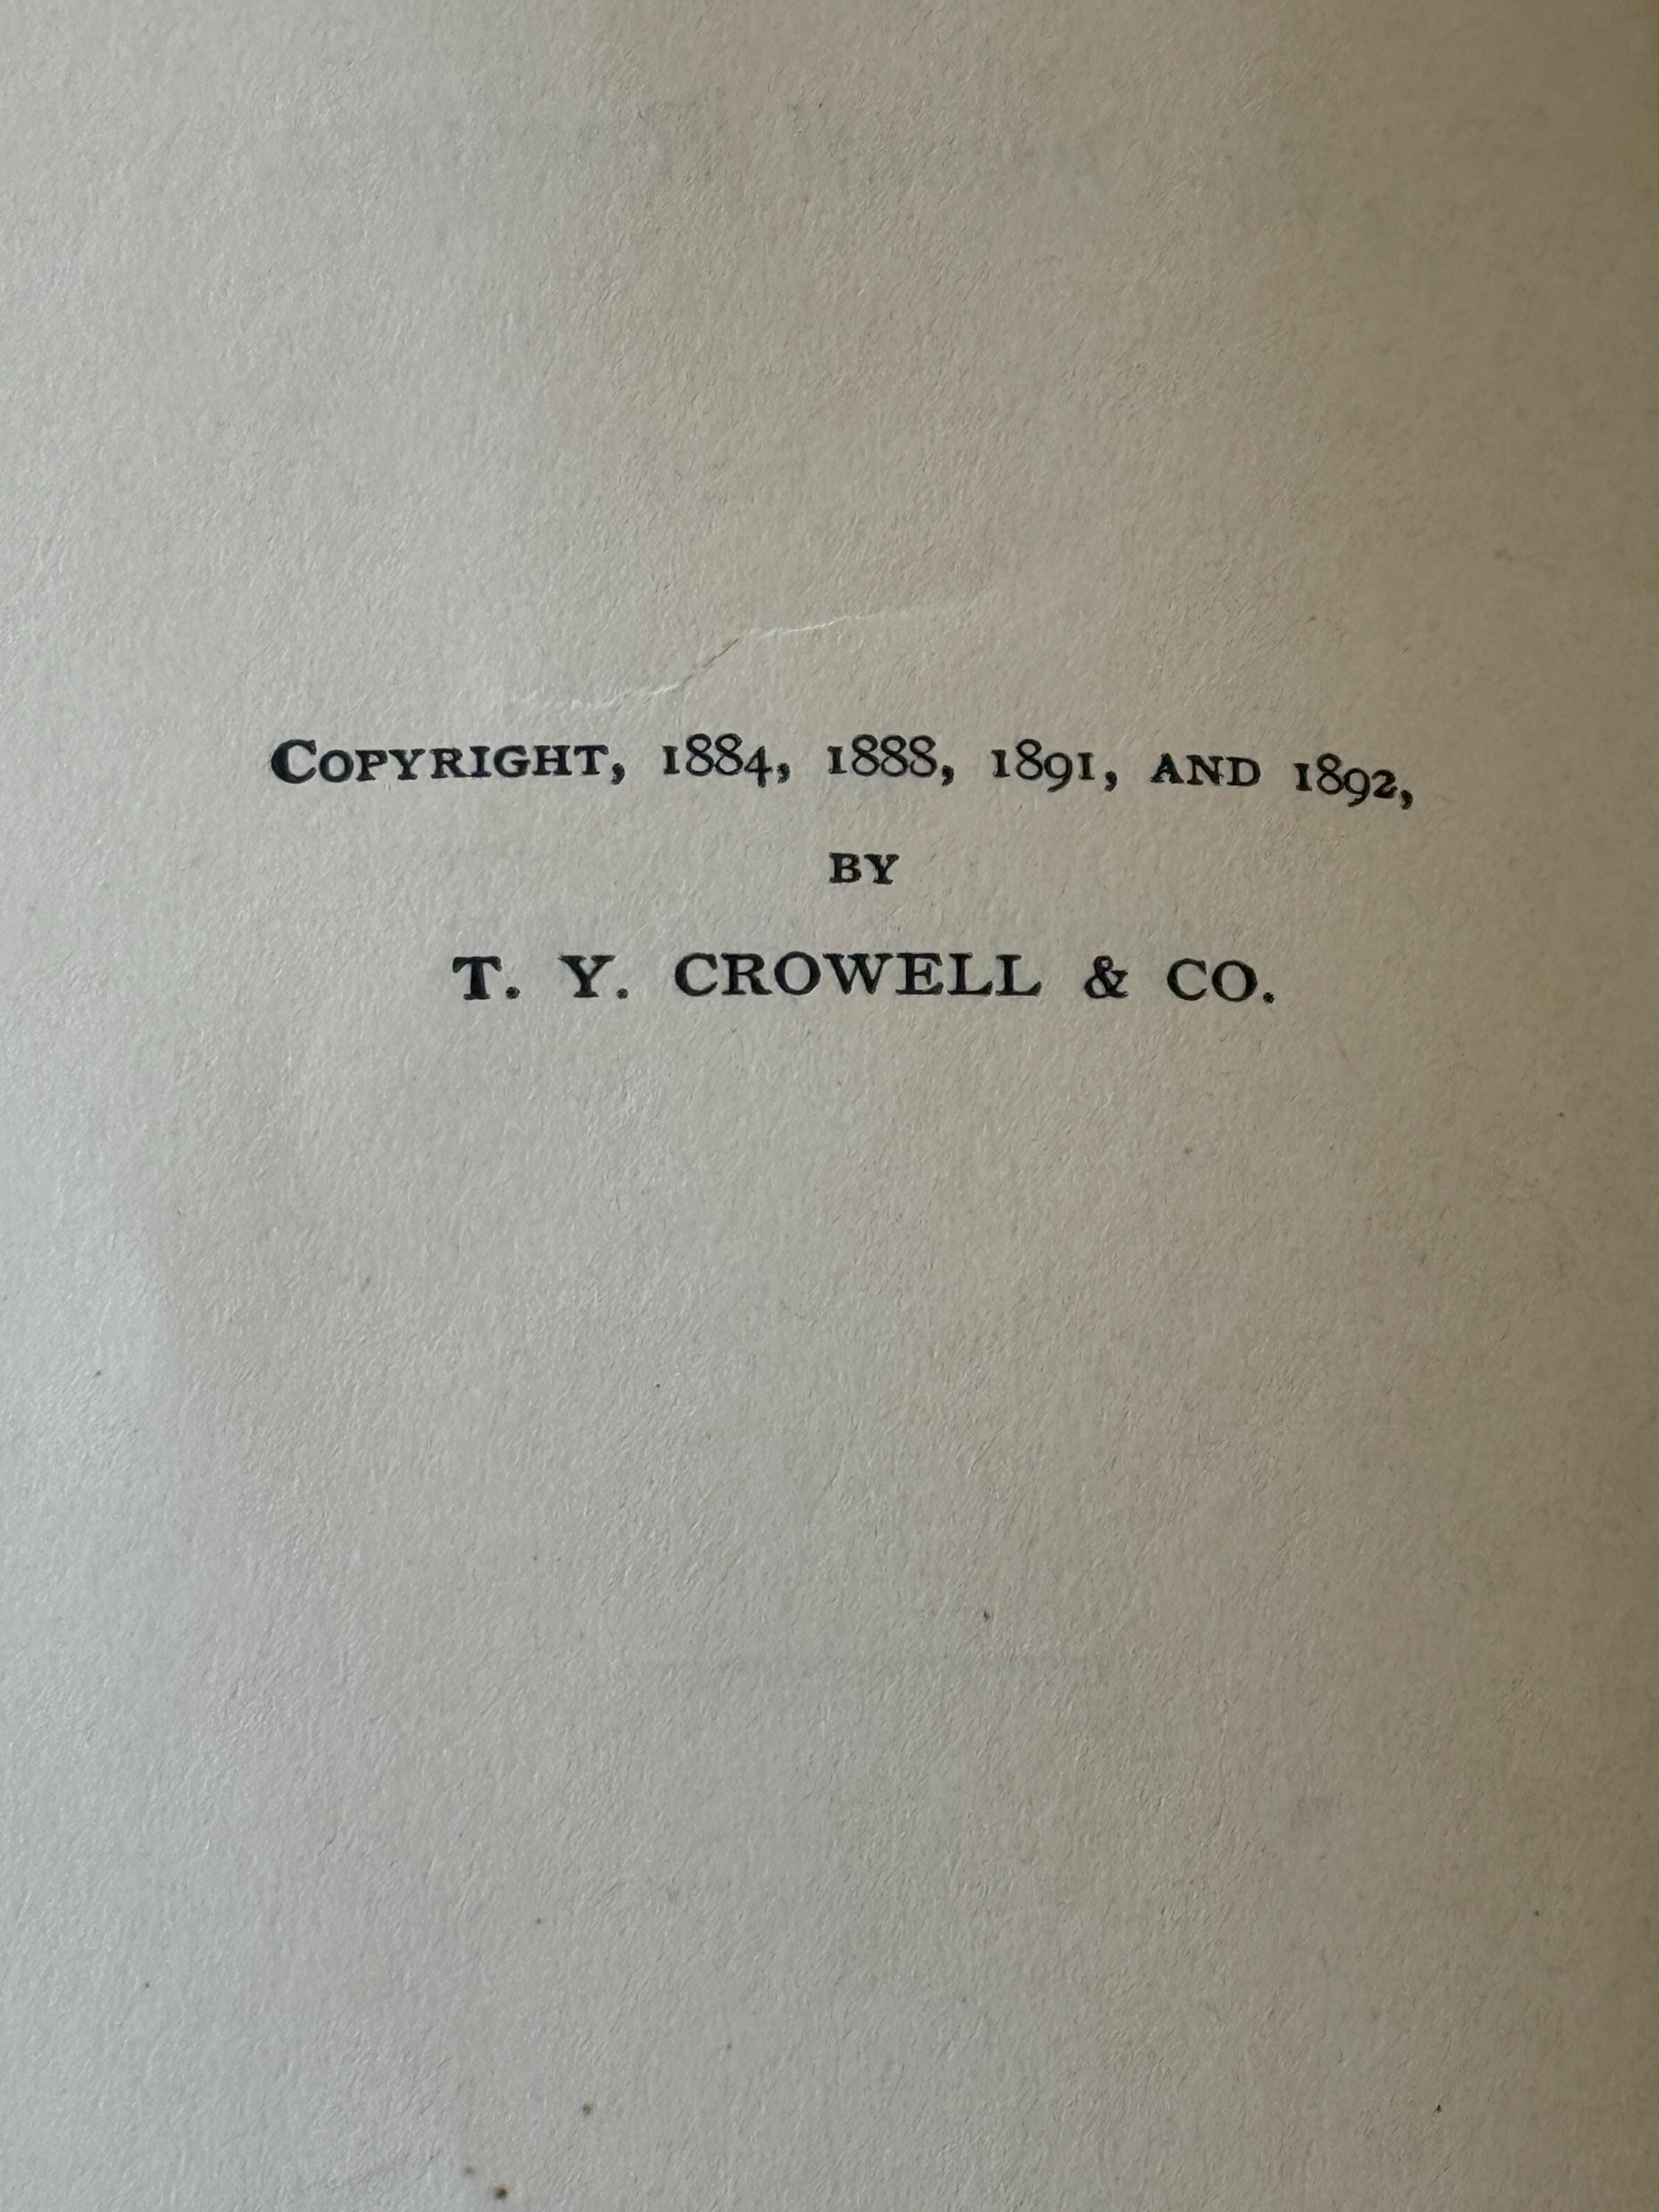 Copyright, 1884, 1888, 1891, and 1892,
by
T. Y. CROWELL & CO.